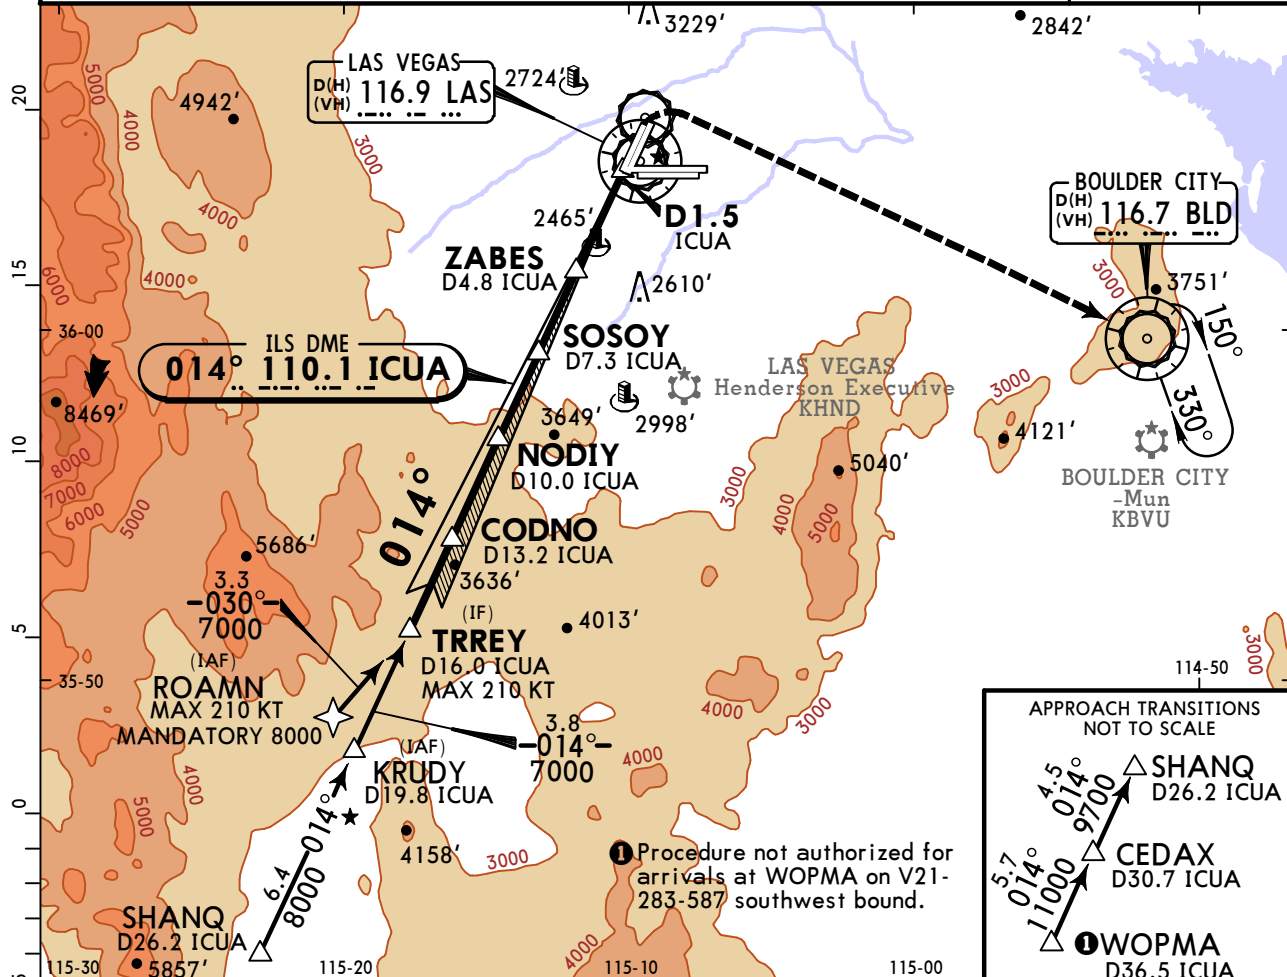 3229′
2842′
5000
20
4942′
4000
3000
LAS VEGAS
D(H)
(VH) 116.9 LAS
2724′
4000
BOULDER CITY
D(H)
(VH) 116.7 BLD
2465′
D1.5
ICUA
ZABES
D4.8 ICUA
15
6000
4000
2610′
3000
3751′
150°
330°
36-00
ILS DME
014° 110.1 ICUA
SOSOY
D7.3 ICUA
LAS VEGAS
Henderson Executive
KHND
3000
8469′
3649′
2998′
4121′
10
8000
7000
6000
5000
NODIY
D10.0 ICUA
3000
4000
5000
5040′
BOULDER CITY
-Mun
KBVU
014°
CODNO
D13.2 ICUA
5686′
3636′
3.3
030°
7000
5
(IF)
TRREY
D16.0 ICUA
MAX 210 KT
4013′
3000
(IAF)
ROAMN
MAX 210 KT
MANDATORY 8000
35-50
114-50
4000
3000
3.8
014°
7000
(IAF)
KRUDY
D19.8 ICUA
4000
4000
0
5000
014°
4158′
3000
6.4
8000
1 Procedure not authorized for
arrivals at WOPMA on V21-
283-587 southwest bound.
SHANQ
D26.2 ICUA
5857′
4000
5
115-30
115-20
115-10
115-00
APPROACH TRANSITIONS
NOT TO SCALE
SHANQ
D26.2 ICUA
4.5
014°
9700
CEDAX
D30.7 ICUA
5.7
014°
11000
1 WOPMA
D36.5 ICUA